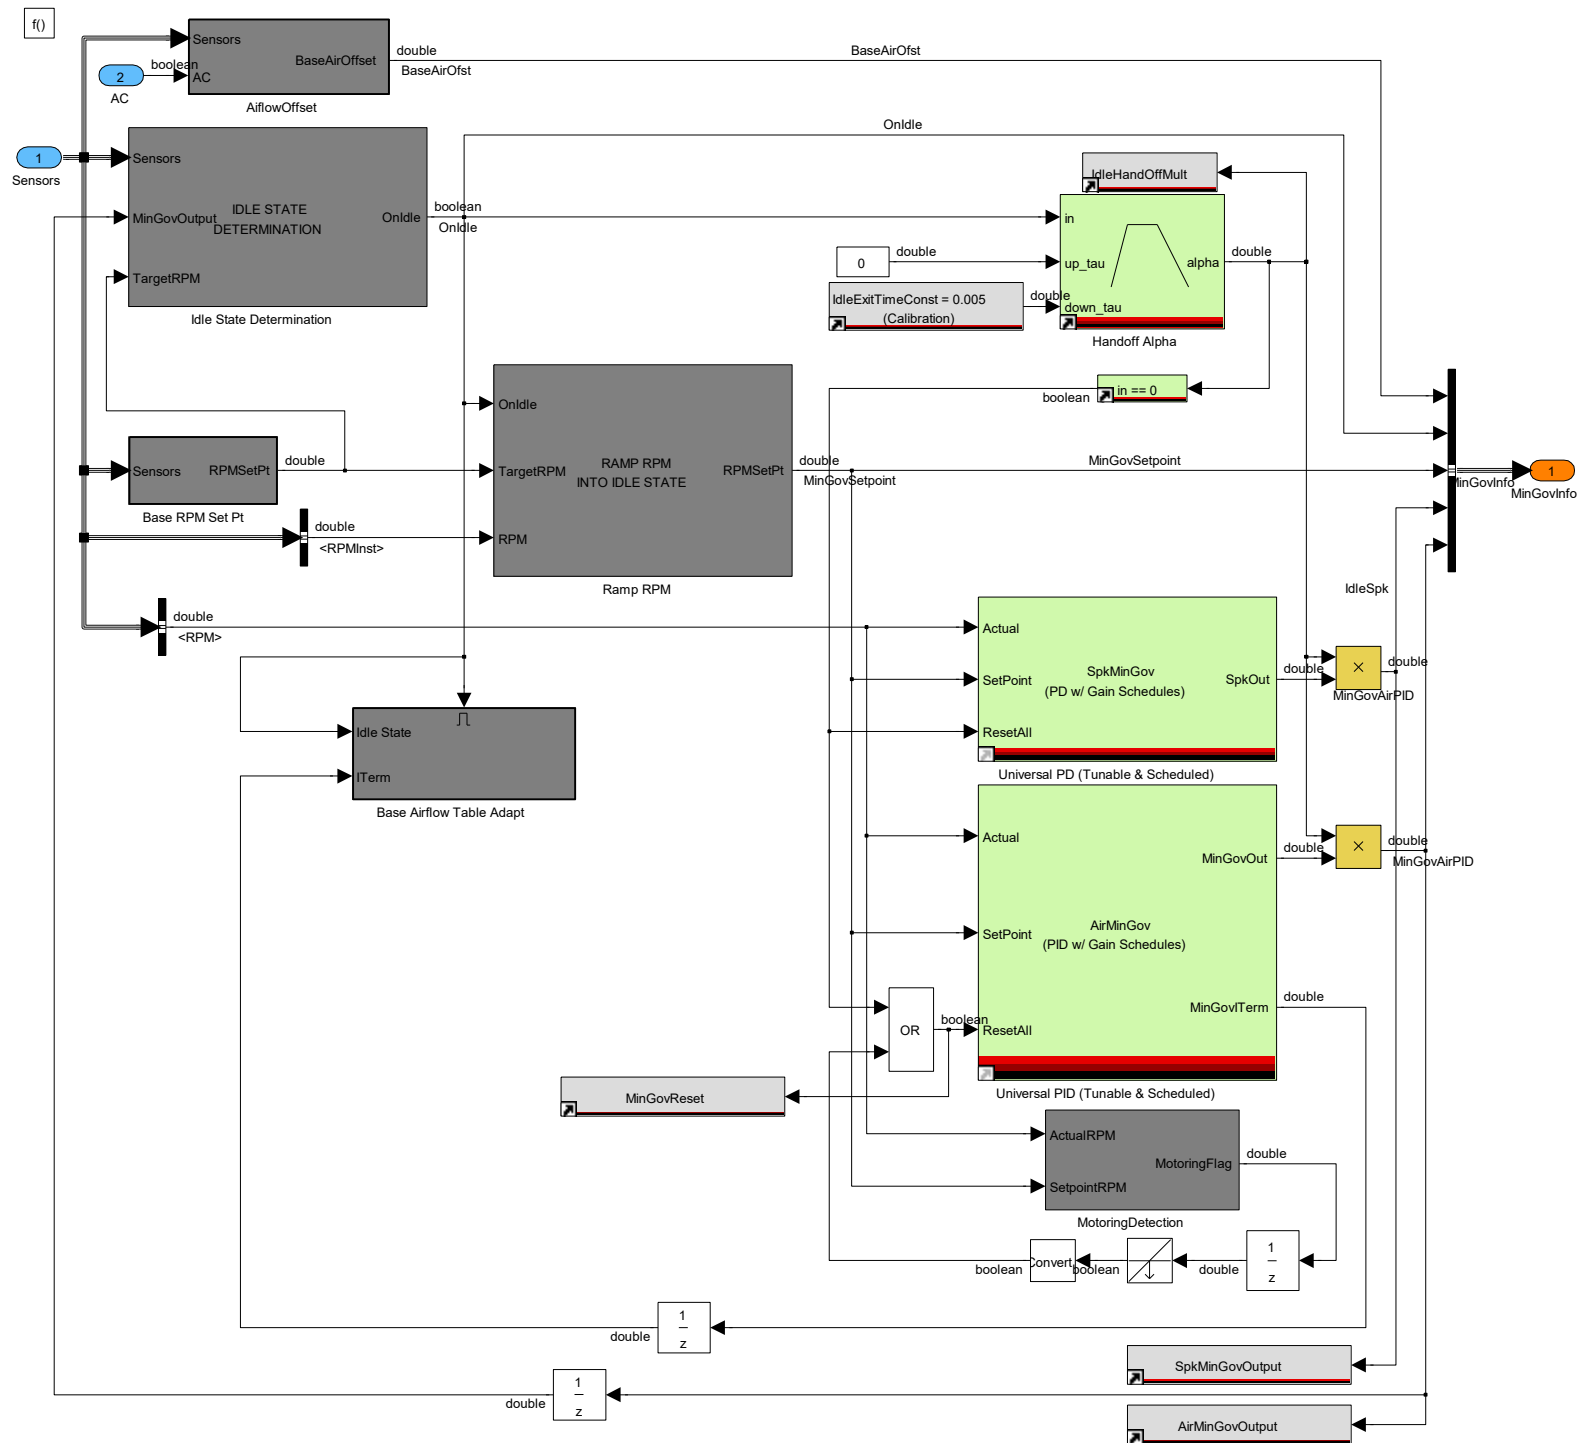 f()
Sensors
BaseAirOffset
AC
AiflowOffset
double
BaseAirOfst
BaseAirOfst
boolean
2
AC
OnIdle
1
Sensors
Sensors
MinGovOutput
IDLE STATE
DETERMINATION
OnIdle
TargetRPM
Idle State Determination
boolean
OnIdle
IdleHandOffMult
in
up_tau
alpha
down_tau
Handoff Alpha
double
0
double
IdleExitTimeConst = 0.005
(Calibration)
double
in == 0
boolean
OnIdle
TargetRPM
RAMP RPM
INTO IDLE STATE
RPMSetPt
RPM
Ramp RPM
double
MinGovSetpoint
MinGovSetpoint
MinGovInfo
1
MinGovInfo
Sensors
RPMSetPt
Base RPM Set Pt
double
double
<RPMInst>
double
<RPM>
IdleSpk
Actual
SpkMinGov
(PD w/ Gain Schedules)
SetPoint
SpkOut
ResetAll
Universal PD (Tunable & Scheduled)
double
×
double
MinGovAirPID
Idle State
ITerm
Base Airflow Table Adapt
Actual
MinGovOut
AirMinGov
(PID w/ Gain Schedules)
SetPoint
MinGovITerm
ResetAll
Universal PID (Tunable & Scheduled)
double
×
double
MinGovAirPID
double
OR
boolean
MinGovReset
ActualRPM
MotoringFlag
SetpointRPM
MotoringDetection
double
boolean
Convert
boolean
double
1
z
double
1
z
double
1
z
SpkMinGovOutput
AirMinGovOutput